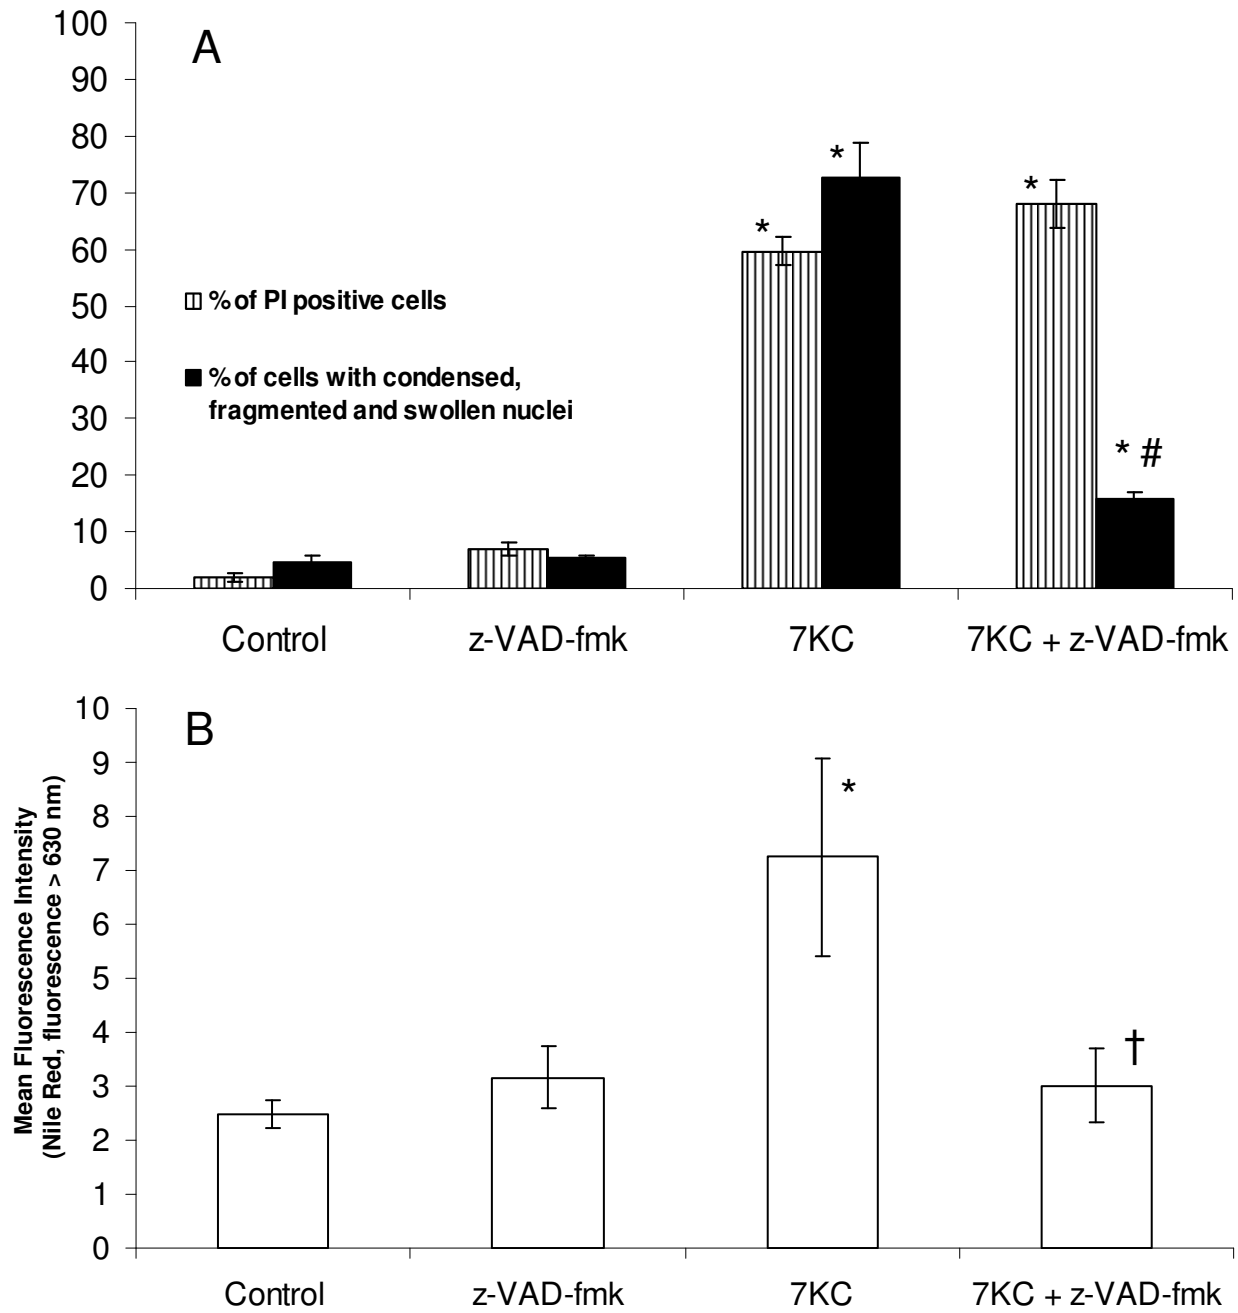 A
100
90
80
70
60
50
40
30
20
10
0
* * *
* #
% of PI positive cells
% of cells with condensed,
fragmented and swollen nuclei
Control z-VAD-fmk 7KC 7KC + z-VAD-fmk
B
10
9
8
7
6
5
4
3
2
1
0
Mean Fluorescence Intensity
(Nile Red, fluorescence > 630 nm)
*
†
Control z-VAD-fmk 7KC 7KC + z-VAD-fmk